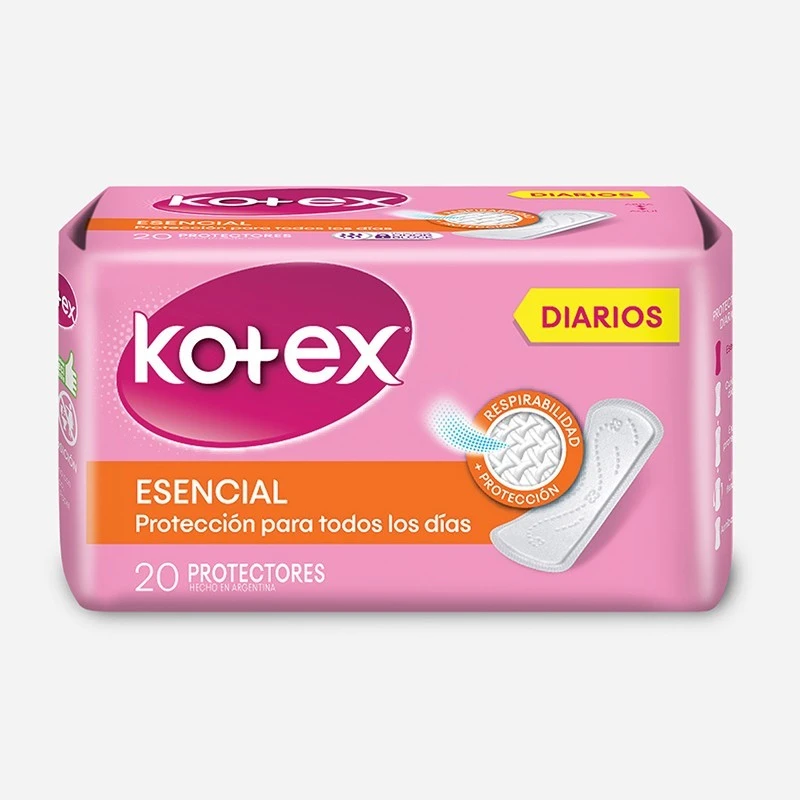 kotex
DIARIOS
ESENCIAL
Protección para todos los días
20 PROTECTORES
kotex®
DIARIOS
RESPIRABILIDAD
+ PROTECCIÓN
ESENCIAL
Protección para todos los días
20 PROTECTORES
HECHO EN ARGENTINA